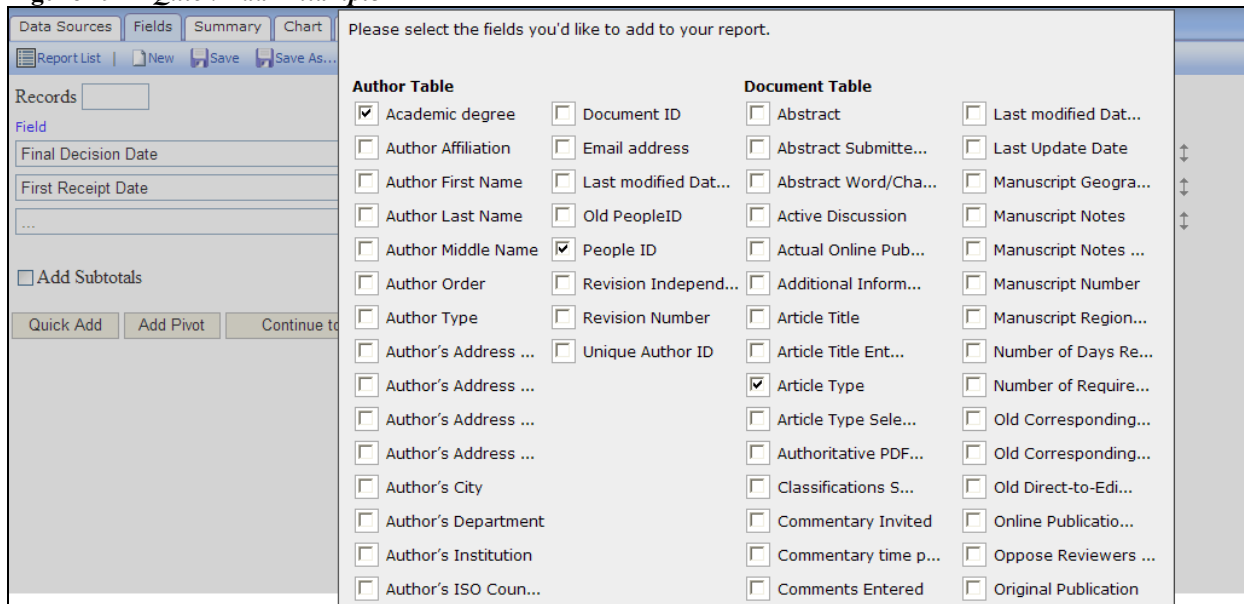 Data Sources Fields Summary Chart
Report List | New Save Save As...
Records
Field
Final Decision Date
First Receipt Date
...
Add Subtotals
Quick Add Add Pivot Continue to
Please select the fields you'd like to add to your report.
Author Table
Academic degree
Author Affiliation
Author First Name
Author Last Name
Author Middle Name
Author Order
Author Type
Author's Address ...
Author's Address ...
Author's Address ...
Author's Address ...
Author's City
Author's Department
Author's Institution
Author's ISO Coun...
Document ID
Email address
Last modified Dat...
Old PeopleID
People ID
Revision Independ...
Revision Number
Unique Author ID
Document Table
Abstract
Abstract Submitte...
Abstract Word/Cha...
Active Discussion
Actual Online Pub...
Additional Inform...
Article Title
Article Title Ent...
Article Type
Article Type Sele...
Authoritative PDF...
Classifications S...
Commentary Invited
Commentary time p...
Comments Entered
Last modified Dat...
Last Update Date
Manuscript Geogra...
Manuscript Notes
Manuscript Notes ...
Manuscript Number
Manuscript Region...
Number of Days Re...
Number of Require...
Old Corresponding...
Old Corresponding...
Old Direct-to-Edi...
Online Publicatio...
Oppose Reviewers ...
Original Publication